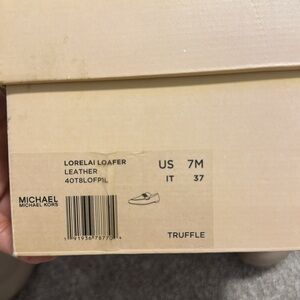 LORELAI LOAFER
LEATHER
40T8LOFP1L
US 7M
IT 37
MICHAEL
MICHAEL KORS
TRUFFLE